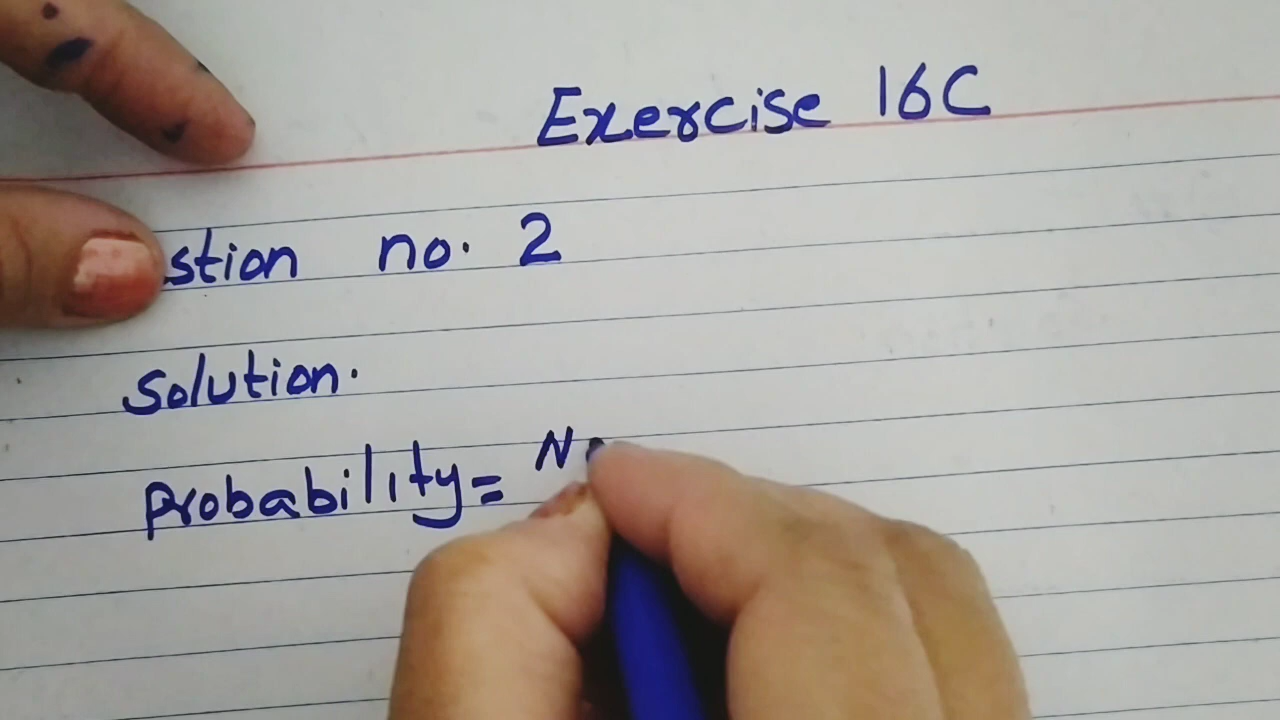 Exercise 16C
stion no. 2
Solution.
Probability = N